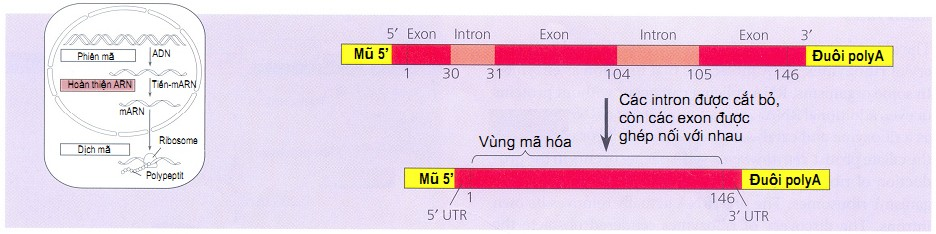 Phiên mã
ADN
Hoàn thiện ARN
Tiền-mARN
mARN
Ribosome
Dịch mã
Polypeptit
5′ Exon Intron Exon Intron Exon 3′
Mũ 5'
Đuôi polyA
1 30 31 104 105 146
Các intron được cắt bỏ,
còn các exon được
ghép nối với nhau
Vùng mã hóa
Mũ 5'
Đuôi polyA
1 146
5′ UTR 3′ UTR